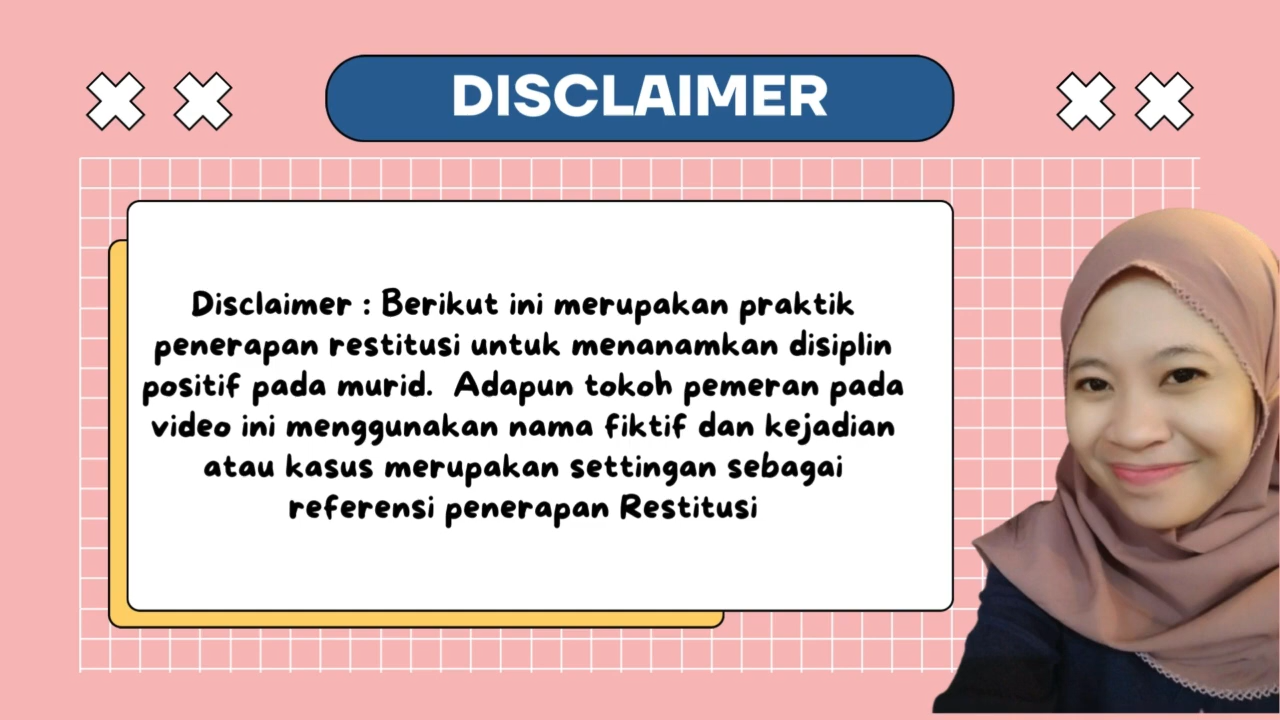 DISCLAIMER
Disclaimer : Berikut ini merupakan praktik
penerapan restitusi untuk menanamkan disiplin
positif pada murid. Adapun tokoh pemeran pada
video ini menggunakan nama fiktif dan kejadian
atau kasus merupakan settingan sebagai
referensi penerapan Restitusi